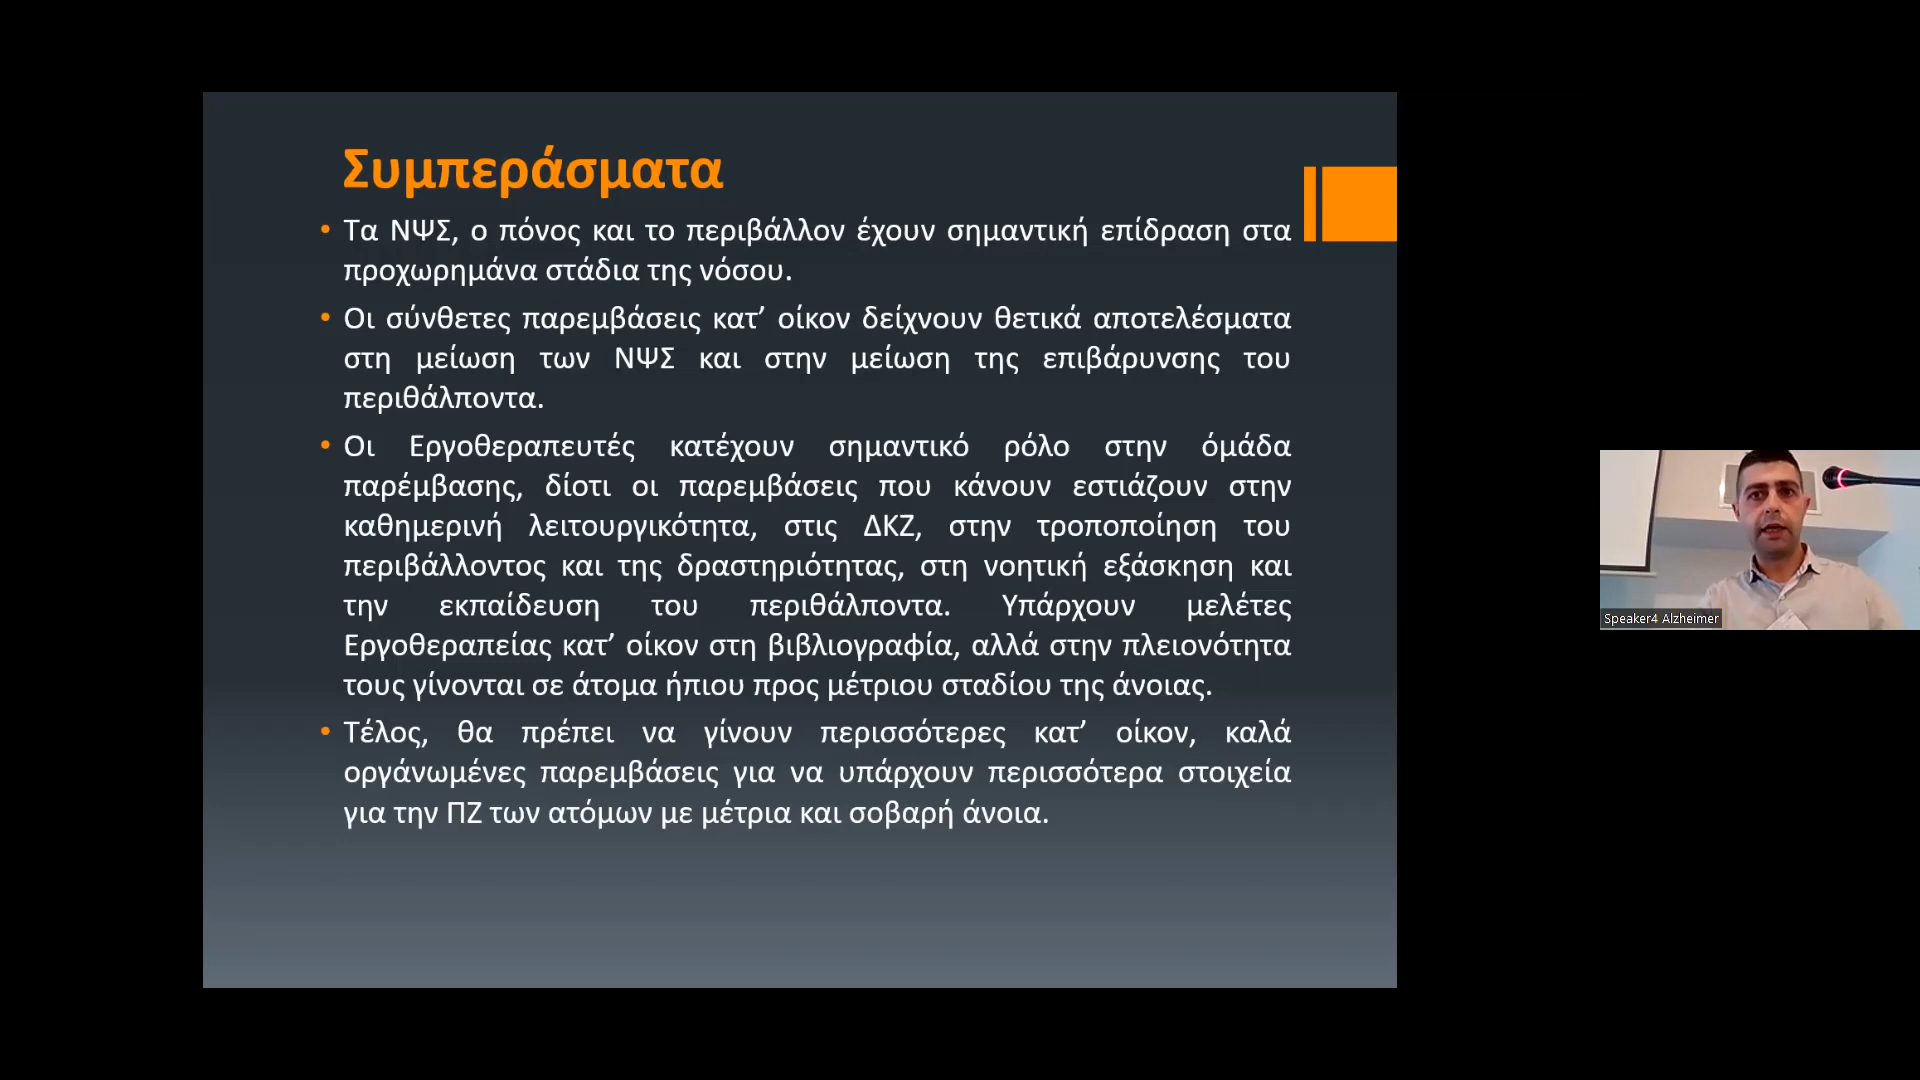 Συμπεράσματα
• Τα ΝΨΣ, ο πόνος και το περιβάλλον έχουν σημαντική επίδραση στα
προχωρημάνα στάδια της νόσου.
• Οι σύνθετες παρεμβάσεις κατ’ οίκον δείχνουν θετικά αποτελέσματα
στη μείωση των ΝΨΣ και στην μείωση της επιβάρυνσης του
περιθάλποντα.
• Οι Εργοθεραπευτές κατέχουν σημαντικό ρόλο στην όμάδα
παρέμβασης, δίοτι οι παρεμβάσεις που κάνουν εστιάζουν στην
καθημερινή λειτουργικότητα, στις ΔΚΖ, στην τροποποίηση του
περιβάλλοντος και της δραστηριότητας, στη νοητική εξάσκηση και
την εκπαίδευση του περιθάλποντα. Υπάρχουν μελέτες
Εργοθεραπείας κατ’ οίκον στη βιβλιογραφία, αλλά στην πλειονότητα
τους γίνονται σε άτομα ήπιου προς μέτριου σταδίου της άνοιας.
• Τέλος, θα πρέπει να γίνουν περισσότερες κατ’ οίκον, καλά
οργάνωμένες παρεμβάσεις για να υπάρχουν περισσότερα στοιχεία
για την ΠΖ των ατόμων με μέτρια και σοβαρή άνοια.
Speaker4 Alzheimer